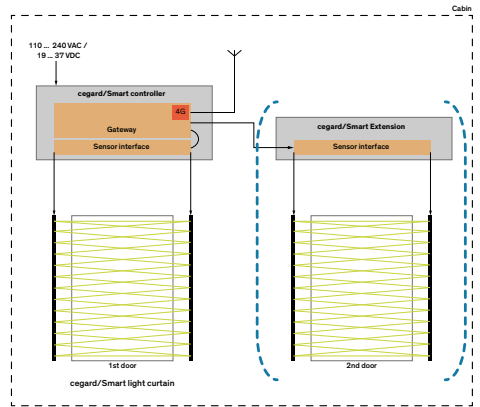 Cabin
110 ... 240 VAC /
19 ... 37 VDC
cegard/Smart controller
4G
Gateway
Sensor interface
cegard/Smart Extension
Sensor interface
1st door
2nd door
cegard/Smart light curtain